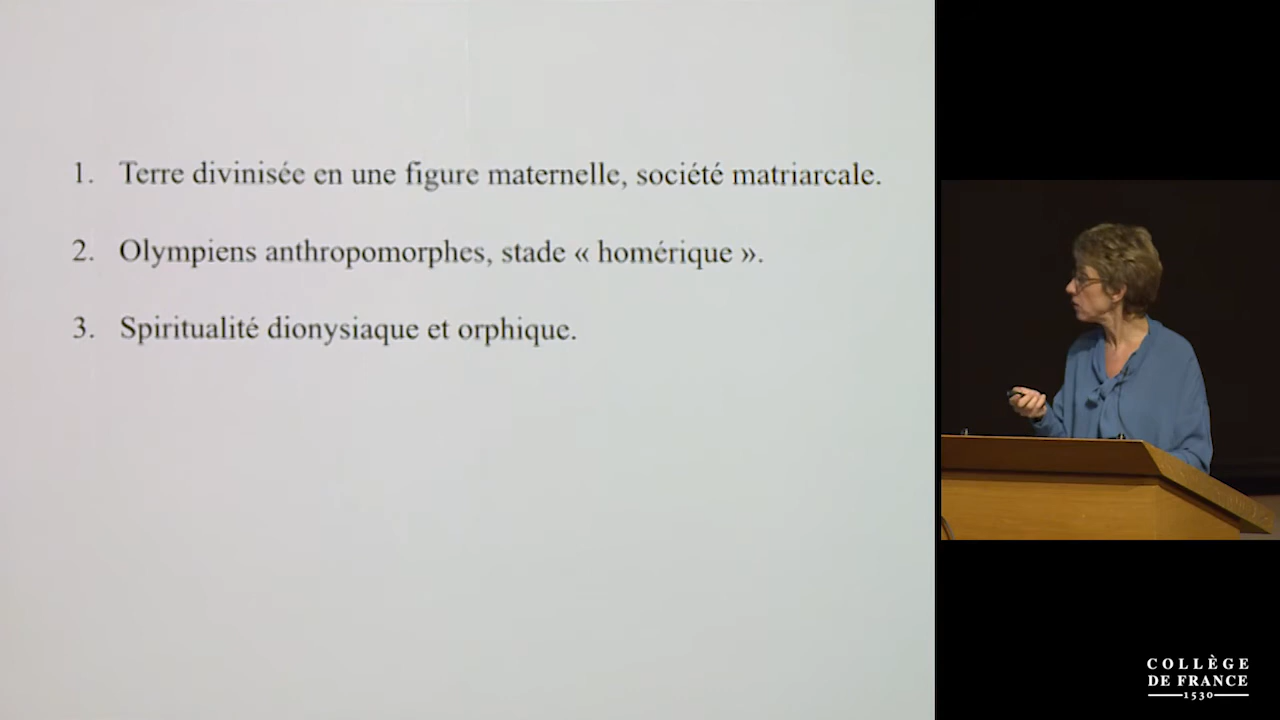 1. Terre divinisée en une figure maternelle, société matriarcale.
2. Olympiens anthropomorphes, stade « homérique ».
3. Spiritualité dionysiaque et orphique.
COLLÈGE
DE FRANCE
1530